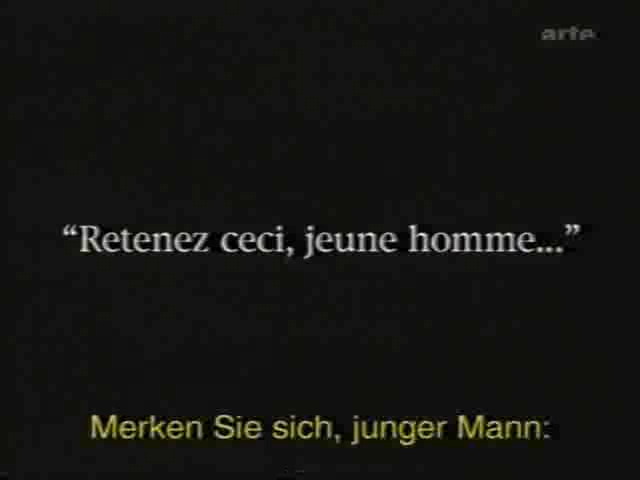 arte
“Retenez ceci, jeune homme...”
Merken Sie sich, junger Mann: